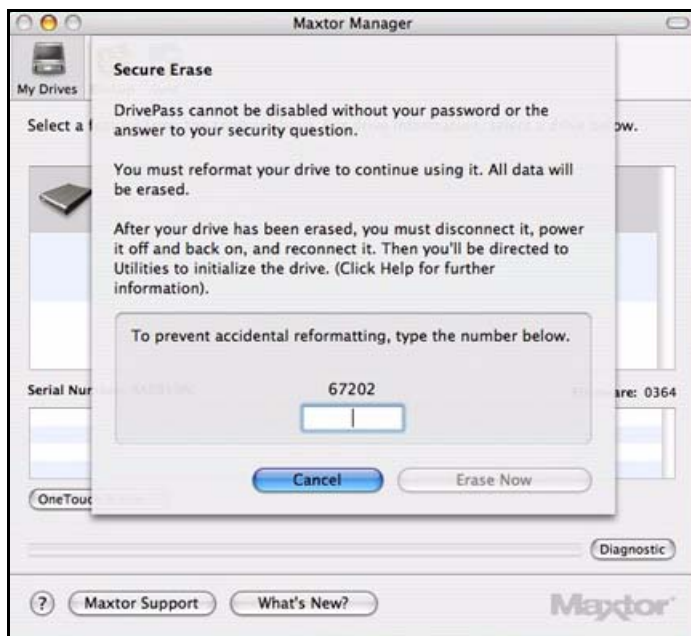 Maxtor Manager
My Drives
Secure Erase
DrivePass cannot be disabled without your password or the
answer to your security question.
Select a
ow.
You must reformat your drive to continue using it. All data will
be erased.
After your drive has been erased, you must disconnect it, power
it off and back on, and reconnect it. Then you'll be directed to
Utilities to initialize the drive. (Click Help for further
information).
To prevent accidental reformatting, type the number below.
67202
Serial Nur
are: 0364
Cancel
Erase Now
OneTouc
Diagnostic
?
Maxtor Support
What's New?
Maxtor